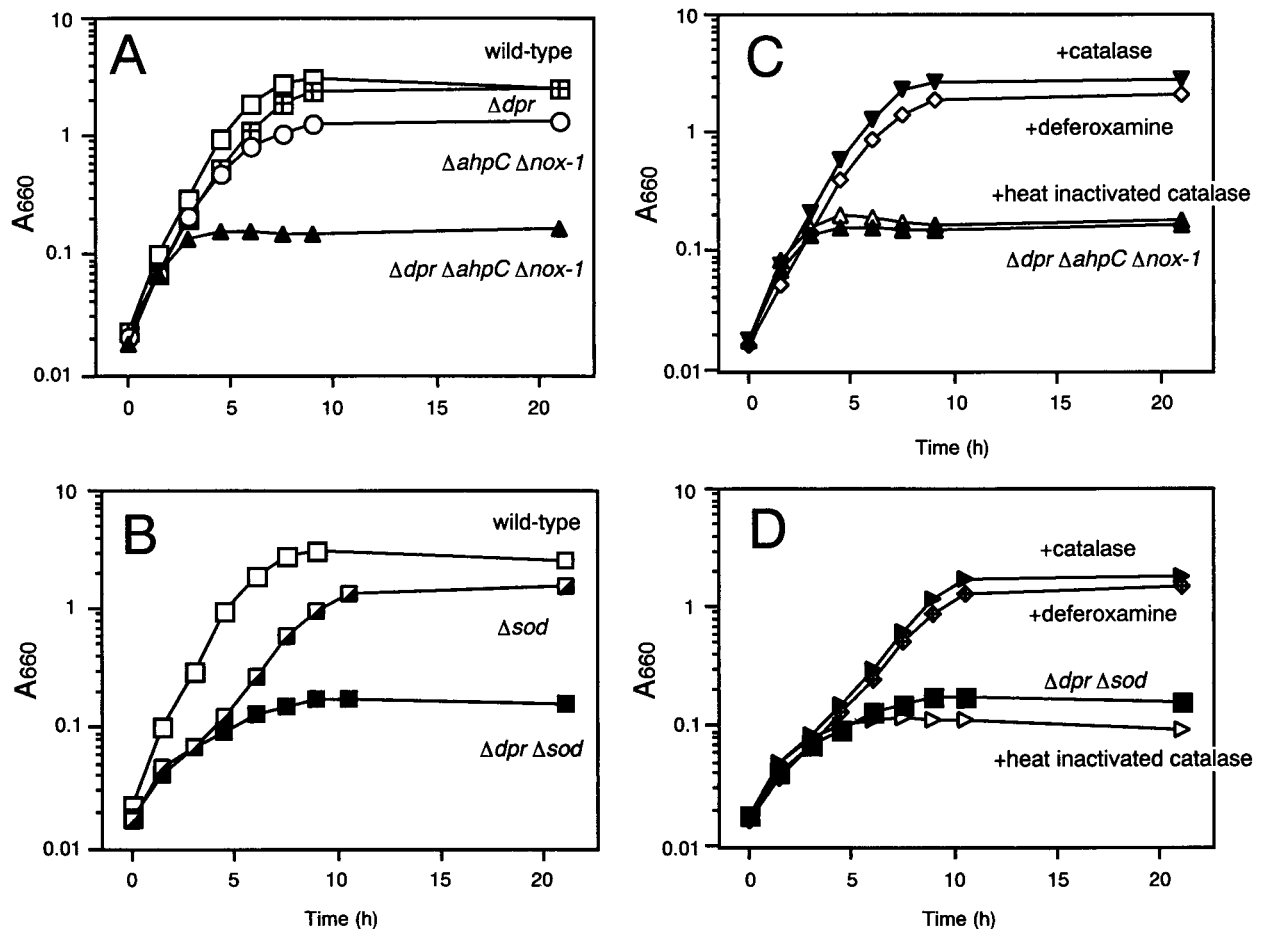 A
10
1
0.1
0.01
A660
wild-type
Δdpr
ΔahpC Δnox-1
Δdpr ΔahpC Δnox-1
0 5 10 15 20
C
10
1
0.1
0.01
A660
+catalase
+deferoxamine
+heat inactivated catalase
Δdpr ΔahpC Δnox-1
0 5 10 15 20
Time (h)
B
10
1
0.1
0.01
A660
wild-type
Δsod
Δdpr Δsod
0 5 10 15 20
Time (h)
D
10
1
0.1
0.01
A660
+catalase
+deferoxamine
Δdpr Δsod
+heat inactivated catalase
0 5 10 15 20
Time (h)